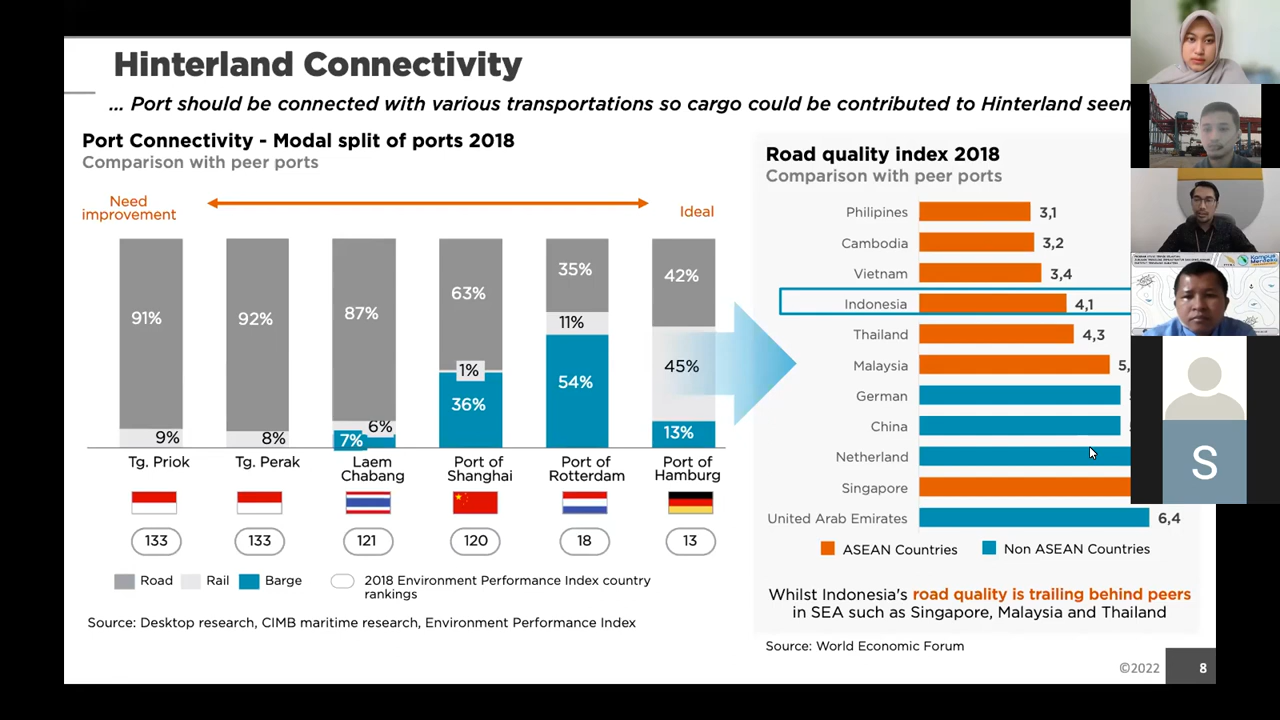 Hinterland Connectivity
... Port should be connected with various transportations so cargo could be contributed to Hinterland
Port Connectivity - Modal split of ports 2018
Comparison with peer ports
Need
improvement
Ideal
91%
92%
87%
63%
35%
42%
1%
11%
45%
36%
54%
9%
8%
6%
7%
13%
Tg. Priok
Tg. Perak
Laem
Chabang
Port of
Shanghai
Port of
Rotterdam
Port of
Hamburg
133
133
121
120
18
13
Road
Rail
Barge
2018 Environment Performance Index country
rankings
Source: Desktop research, CIMB maritime research, Environment Performance Index
Road quality index 2018
Comparison with peer ports
Philipines 3,1
Cambodia 3,2
Vietnam 3,4
Indonesia 4,1
Thailand 4,3
Malaysia
German
China
Netherland
Singapore
United Arab Emirates 6,4
ASEAN Countries
Non ASEAN Countries
Whilst Indonesia's road quality is trailing behind peers
in SEA such as Singapore, Malaysia and Thailand
Source: World Economic Forum
©2022
8
Kampus
Merdeka
S